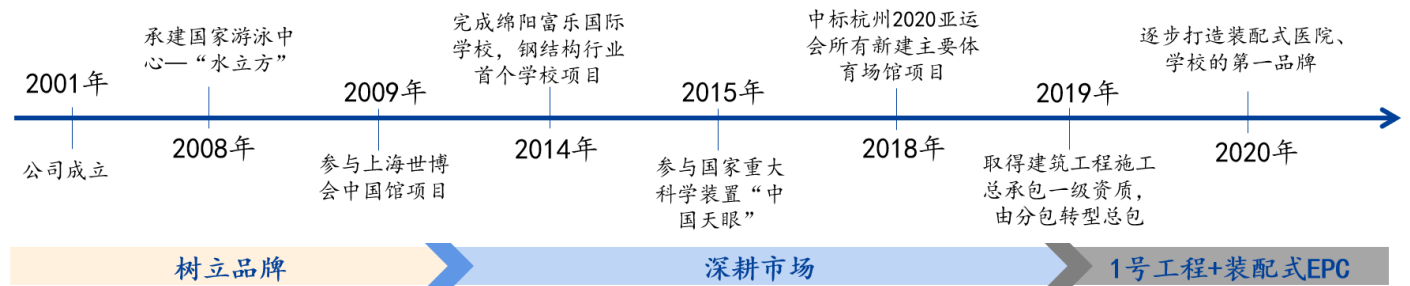 2001年
公司成立
承建国家游泳中
心—“水立方”
2008年
2009年
参与上海世博
会中国馆项目
完成绵阳富乐国际
学校，钢结构行业
首个学校项目
2014年
2015年
参与国家重大
科学装置“中
国天眼”
中标杭州2020亚运
会所有新建主要体
育场馆项目
2018年
2019年
取得建筑工程施工
总承包一级资质，
由分包转型总包
逐步打造装配式医院、
学校的第一品牌
2020年
树立品牌
深耕市场
1号工程+装配式EPC